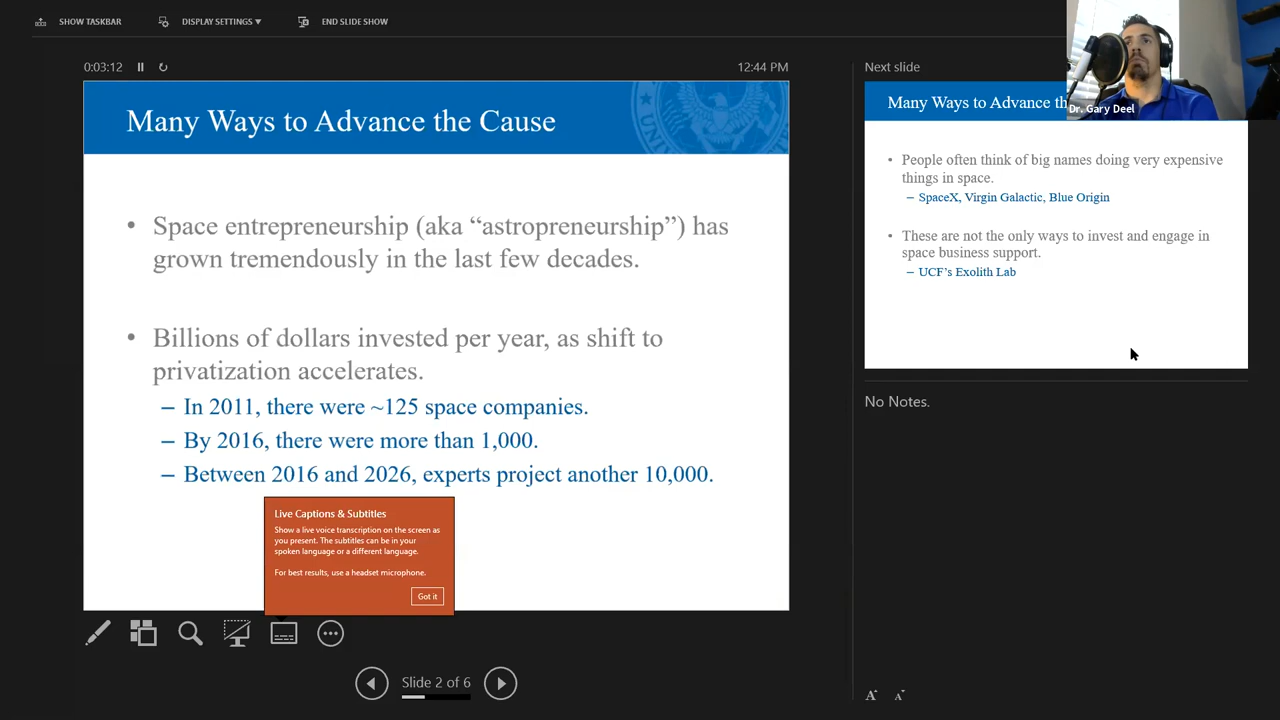 SHOW TASKBAR
DISPLAY SETTINGS ▼
END SLIDE SHOW
0:03:12
12:44 PM
Many Ways to Advance the Cause
• Space entrepreneurship (aka “astropreneurship”) has
grown tremendously in the last few decades.
• Billions of dollars invested per year, as shift to
privatization accelerates.
– In 2011, there were ~125 space companies.
– By 2016, there were more than 1,000.
– Between 2016 and 2026, experts project another 10,000.
Live Captions & Subtitles
Show a live voice transcription on the screen as
you present. The subtitles can be in your
spoken language or a different language.
For best results, use a headset microphone.
Got it
Slide 2 of 6
Next slide
Dr. Gary Deel
Many Ways to Advance th
• People often think of big names doing very expensive
things in space.
– SpaceX, Virgin Galactic, Blue Origin
• These are not the only ways to invest and engage in
space business support.
– UCF’s Exolith Lab
No Notes.
A A